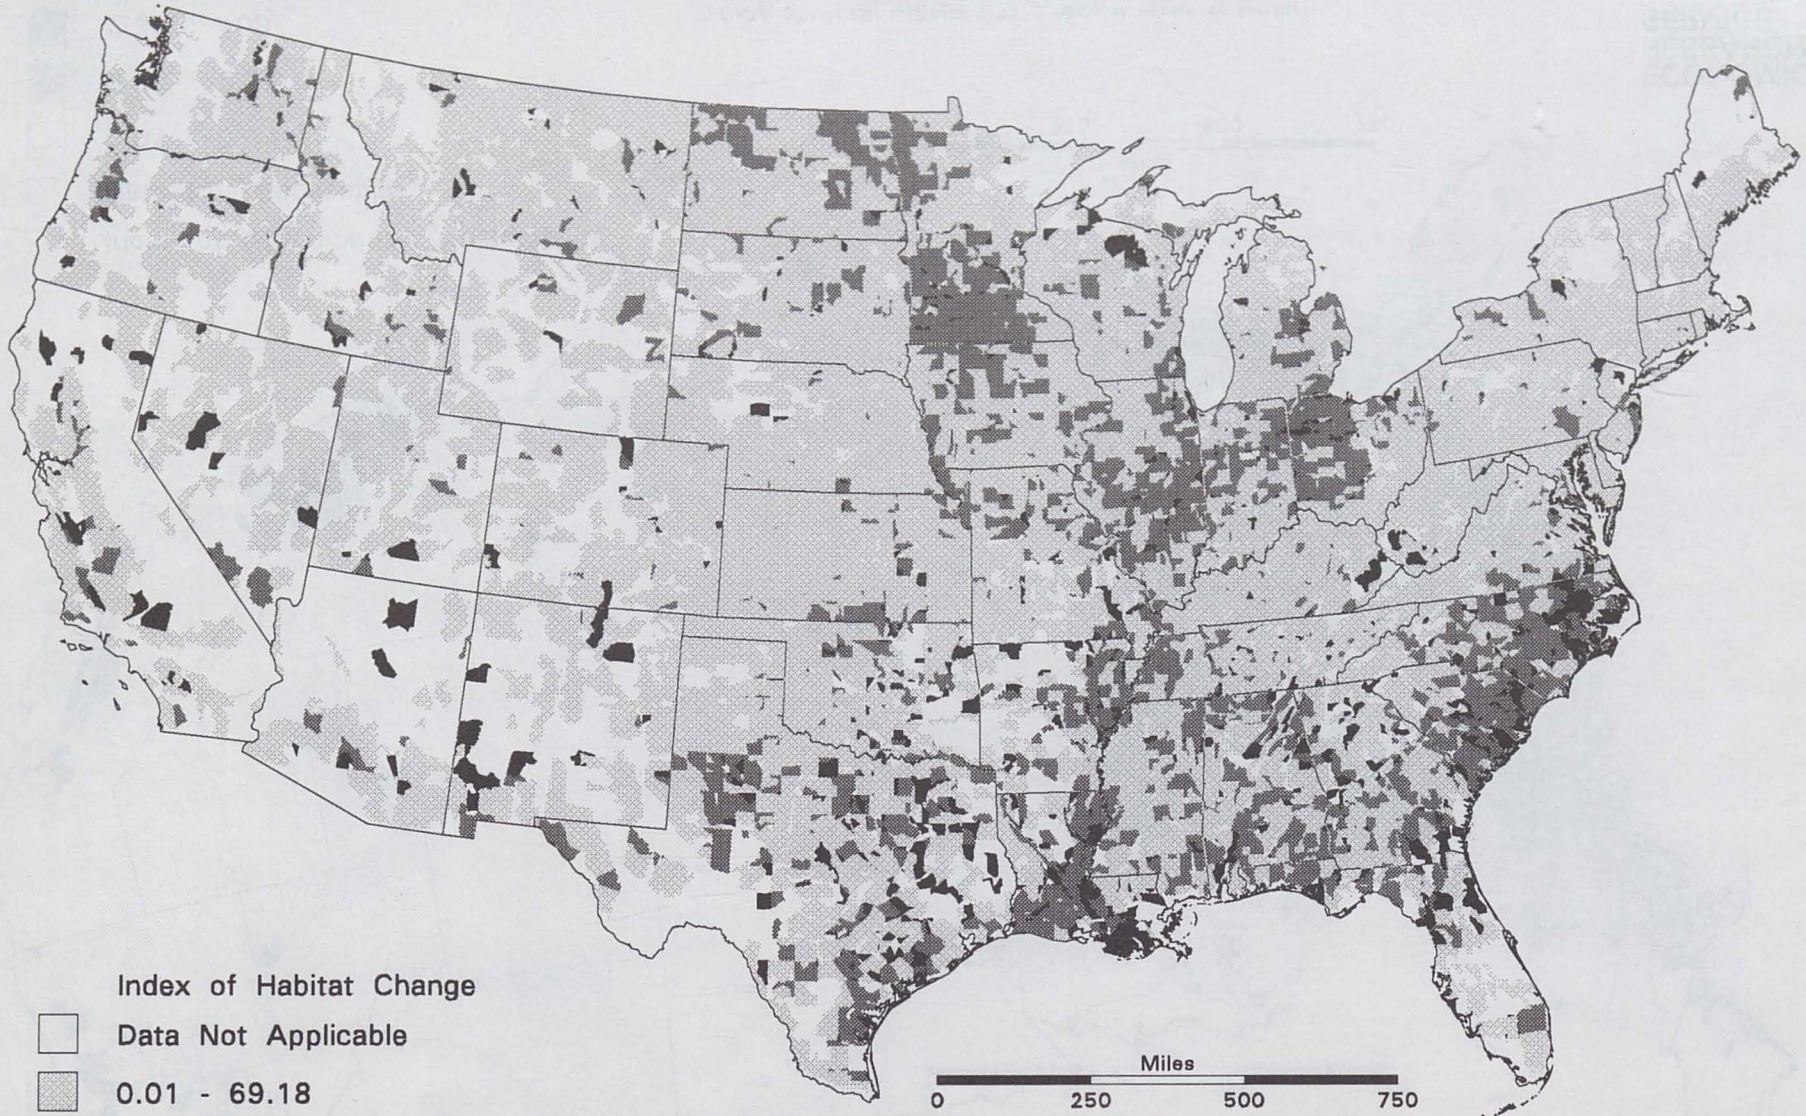 Index of Habitat Change
Data Not Applicable
0.01 - 69.18
Miles
0 250 500 750